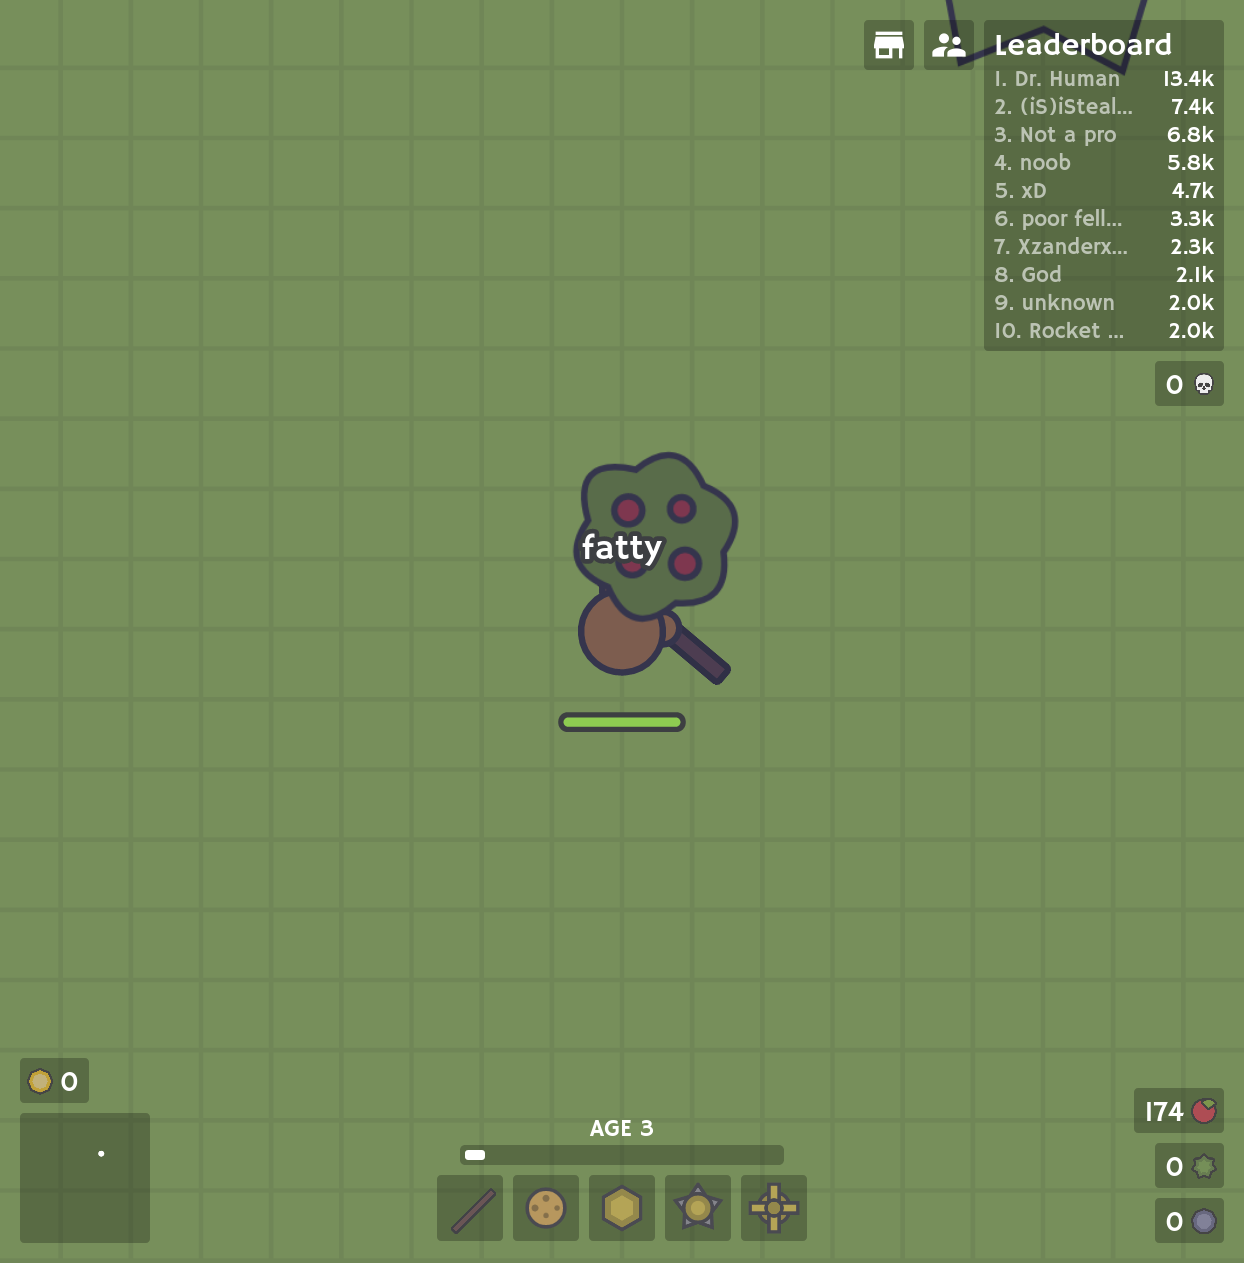 Leaderboard
1. Dr. Human 13.4k
2. (iS)iSteal... 7.4k
3. Not a pro 6.8k
4. noob 5.8k
5. xD 4.7k
6. poor fell... 3.3k
7. Xzanderx... 2.3k
8. God 2.1k
9. unknown 2.0k
10. Rocket ... 2.0k
0
fatty
0
174
AGE 3
0
0